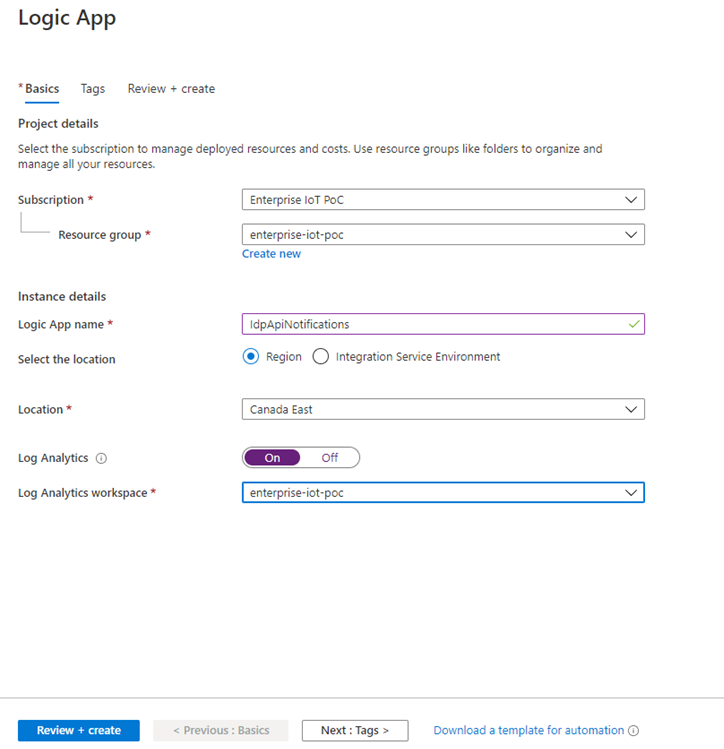 Logic App
* Basics Tags Review + create
Project details
Select the subscription to manage deployed resources and costs. Use resource groups like folders to organize and
manage all your resources.
Subscription * Enterprise IoT PoC
Resource group * enterprise-iot-poc
Create new
Instance details
Logic App name * IdpApiNotifications
Select the location Region Integration Service Environment
Location * Canada East
Log Analytics On Off
Log Analytics workspace * enterprise-iot-poc
Review + create < Previous : Basics Next : Tags > Download a template for automation